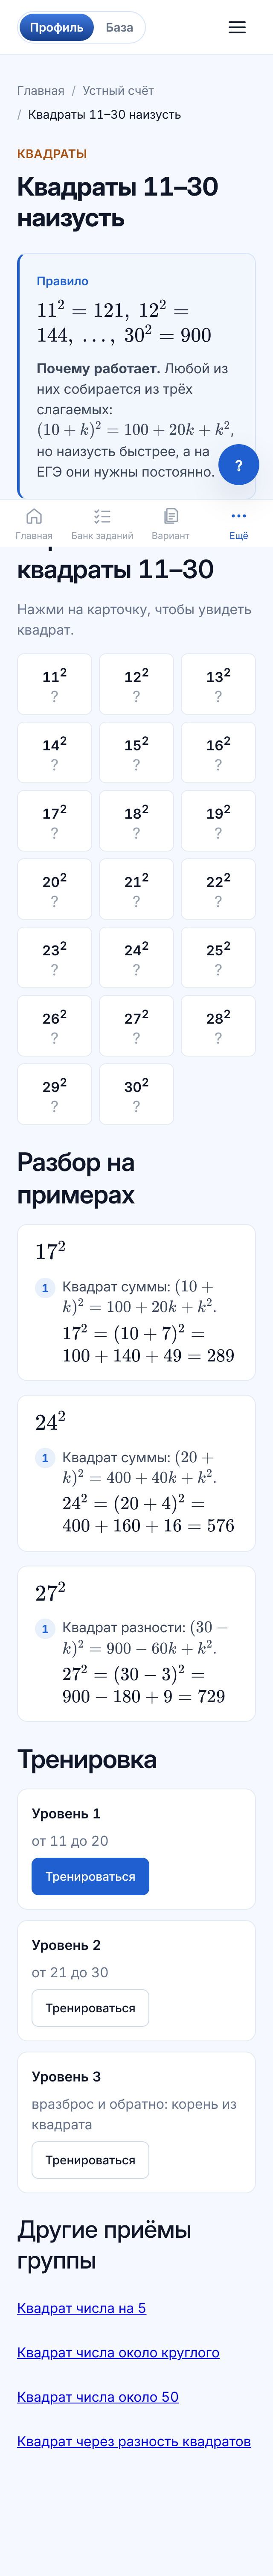 Профиль База
Главная / Устный счёт
/ Квадраты 11–30 наизусть
КВАДРАТЫ
Квадраты 11–30
наизусть
Правило
11² = 121, 12² =
144, …, 30² = 900
Почему работает. Любой из
них собирается из трёх
слагаемых:
(10 + k)² = 100 + 20k + k²,
но наизусть быстрее, а на
ЕГЭ они нужны постоянно.
?
Главная Банк заданий Вариант Ещё
квадраты 11–30
Нажми на карточку, чтобы увидеть
квадрат.
11² 12² 13²
? ? ?
14² 15² 16²
? ? ?
17² 18² 19²
? ? ?
20² 21² 22²
? ? ?
23² 24² 25²
? ? ?
26² 27² 28²
? ? ?
29² 30²
? ?
Разбор на
примерах
17²
1 Квадрат суммы: (10 +
k)² = 100 + 20k + k².
17² = (10 + 7)² =
100 + 140 + 49 = 289
24²
1 Квадрат суммы: (20 +
k)² = 400 + 40k + k².
24² = (20 + 4)² =
400 + 160 + 16 = 576
27²
1 Квадрат разности: (30 −
k)² = 900 − 60k + k².
27² = (30 − 3)² =
900 − 180 + 9 = 729
Тренировка
Уровень 1
от 11 до 20
Тренироваться
Уровень 2
от 21 до 30
Тренироваться
Уровень 3
вразброс и обратно: корень из
квадрата
Тренироваться
Другие приёмы
группы
Квадрат числа на 5
Квадрат числа около круглого
Квадрат числа около 50
Квадрат через разность квадратов